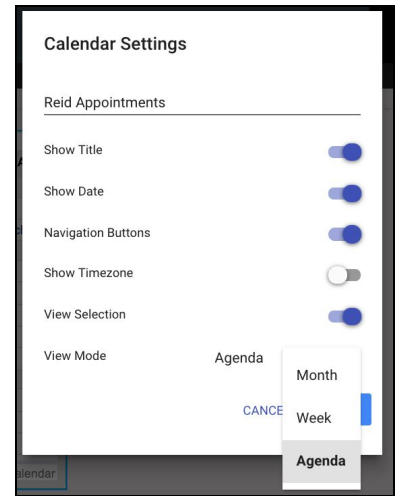 Calendar Settings
Reid Appointments
Show Title
Show Date
Navigation Buttons
Show Timezone
View Selection
View Mode Agenda
Month
CANCE
Week
Agenda
alendar